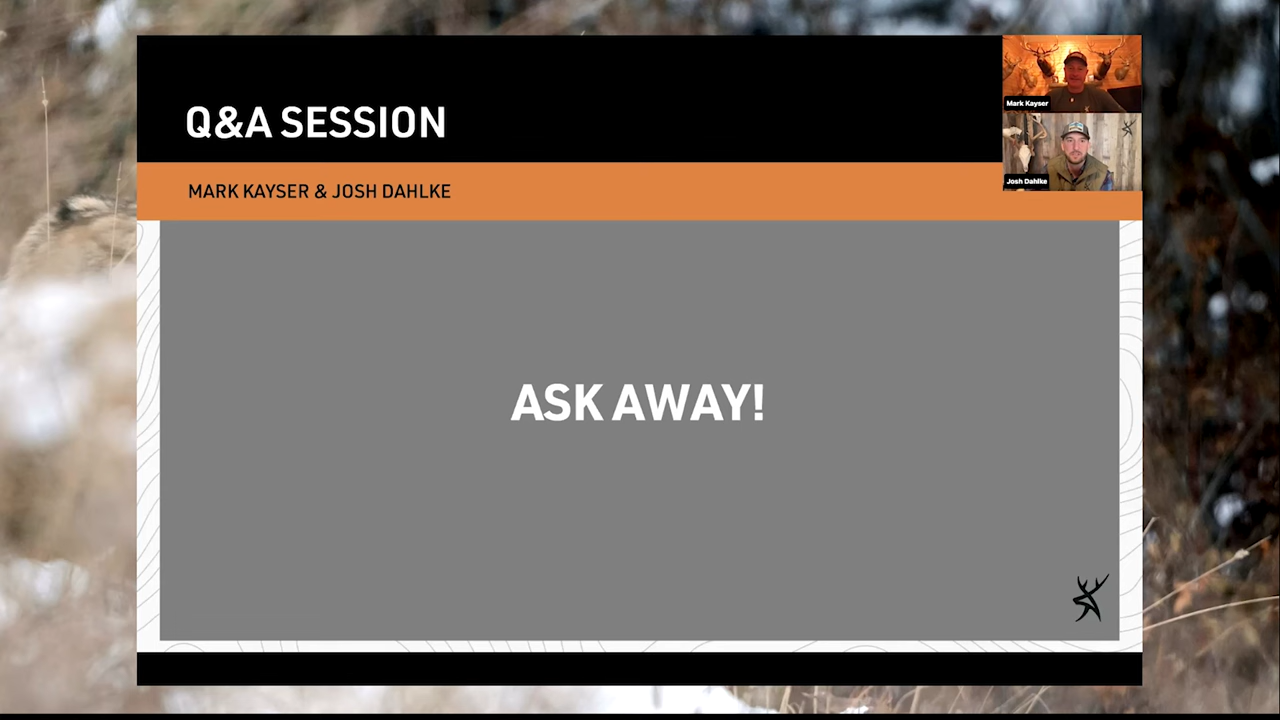 Q&A SESSION
MARK KAYSER & JOSH DAHLKE
Mark Kayser
Josh Dahlke
ASK AWAY!